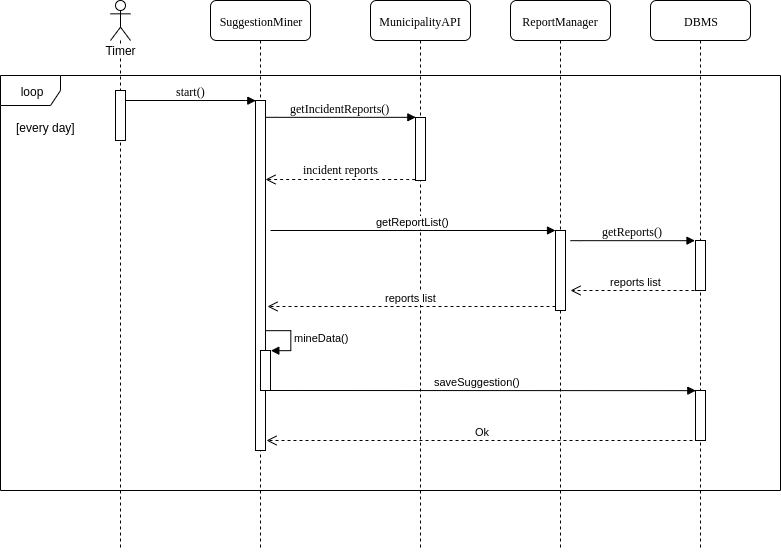 Timer
SuggestionMiner
MunicipalityAPI
ReportManager
DBMS
loop
[every day]
start()
getIncidentReports()
incident reports
getReportList()
getReports()
reports list
reports list
mineData()
saveSuggestion()
Ok